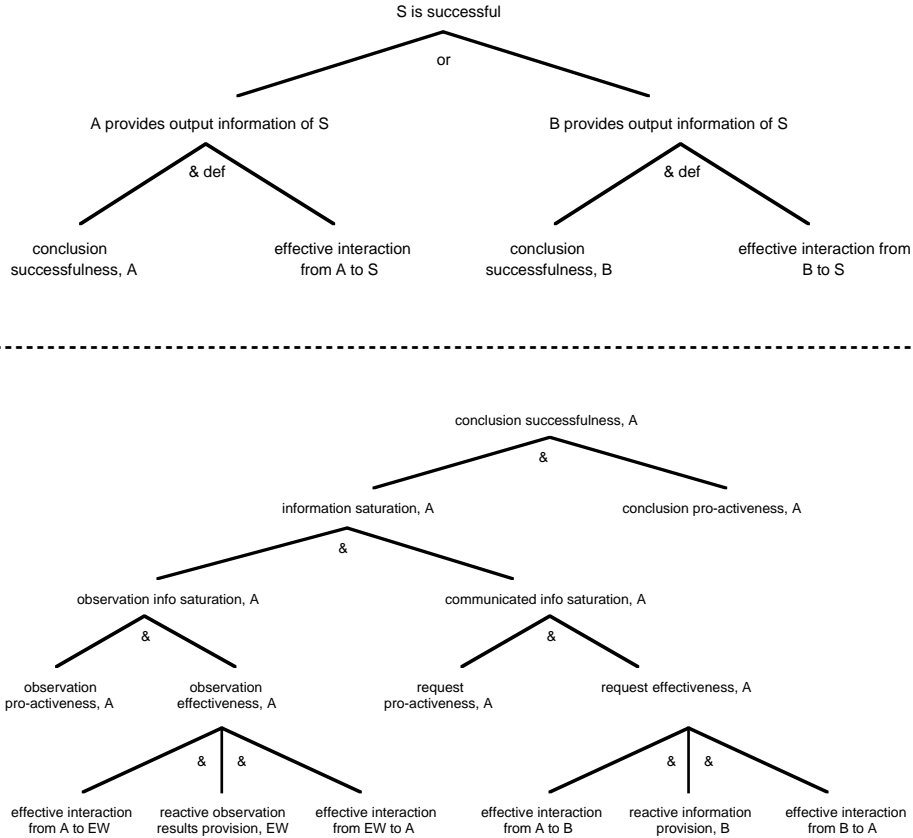 S is successful
or
A provides output information of S
B provides output information of S
& def
& def
conclusion
successfulness, A
effective interaction
from A to S
conclusion
successfulness, B
effective interaction from
B to S
conclusion successfulness, A
&
information saturation, A
conclusion pro-activeness, A
&
observation info saturation, A
communicated info saturation, A
&
&
observation
pro-activeness, A
observation
effectiveness, A
request
pro-activeness, A
request effectiveness, A
& &
& &
effective interaction
from A to EW
reactive observation
results provision, EW
effective interaction
from EW to A
effective interaction
from A to B
reactive information
provision, B
effective interaction
from B to A